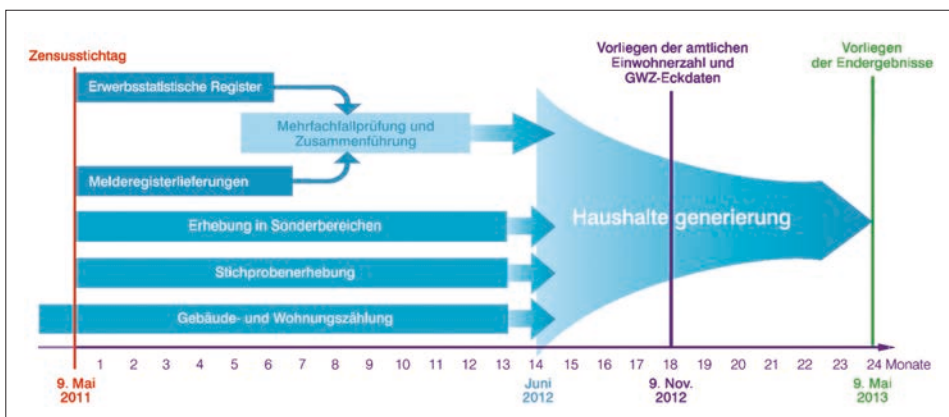 Zensusstichtag
Vorliegen der amtlichen
Einwohnerzahl und
GWZ-Eckdaten
Vorliegen
der Endergebnisse
Erwerbsstatistische Register
Mehrfachfallprüfung und
Zusammenführung
Melderegisterlieferungen
Erhebung in Sonderbereichen
Haushalte generierung
Stichprobenerhebung
Gebäude- und Wohnungszählung
1 2 3 4 5 6 7 8 9 10 11 12 13 14 15 16 17 18 19 20 21 22 23 24 Monate
9. Mai
2011
Juni
2012
9. Nov.
2012
9. Mai
2013